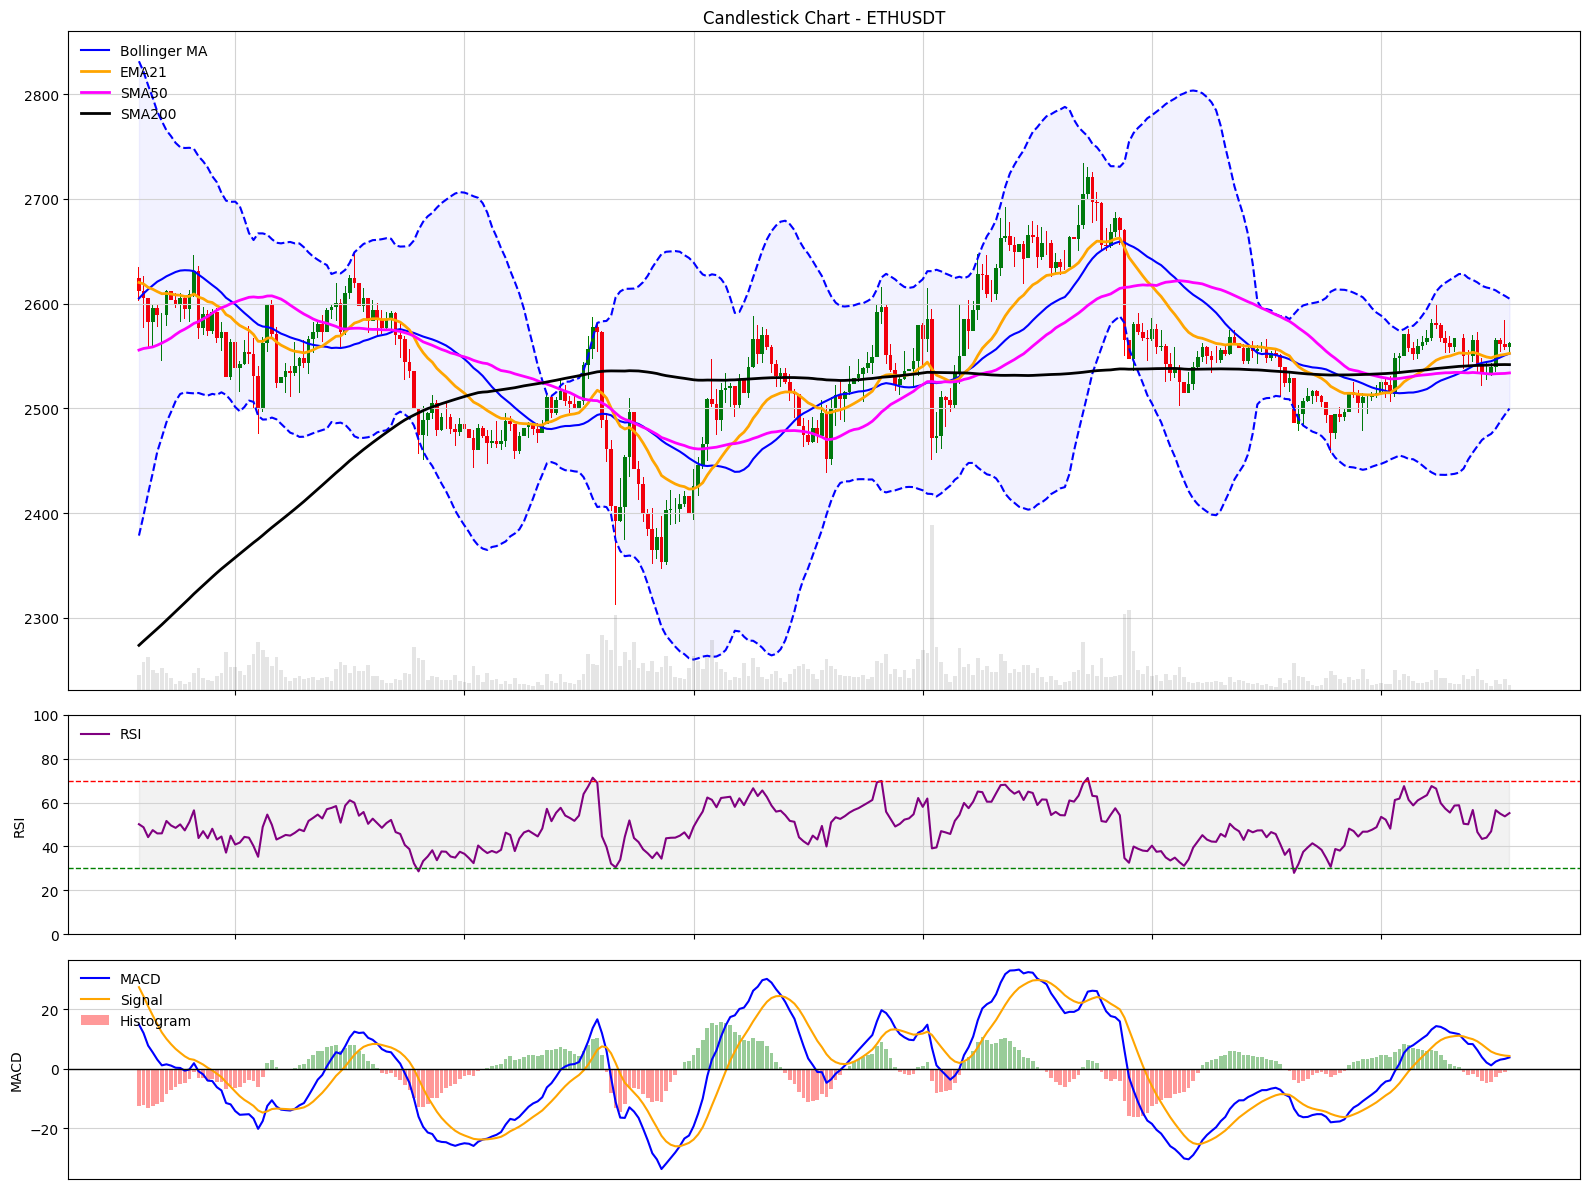 Candlestick Chart - ETHUSDT
Bollinger MA
EMA21
SMA50
SMA200
2800
2700
2600
2500
2400
2300
RSI
100
80
60
40
20
0
RSI
MACD
Signal
Histogram
20
0
−20
MACD